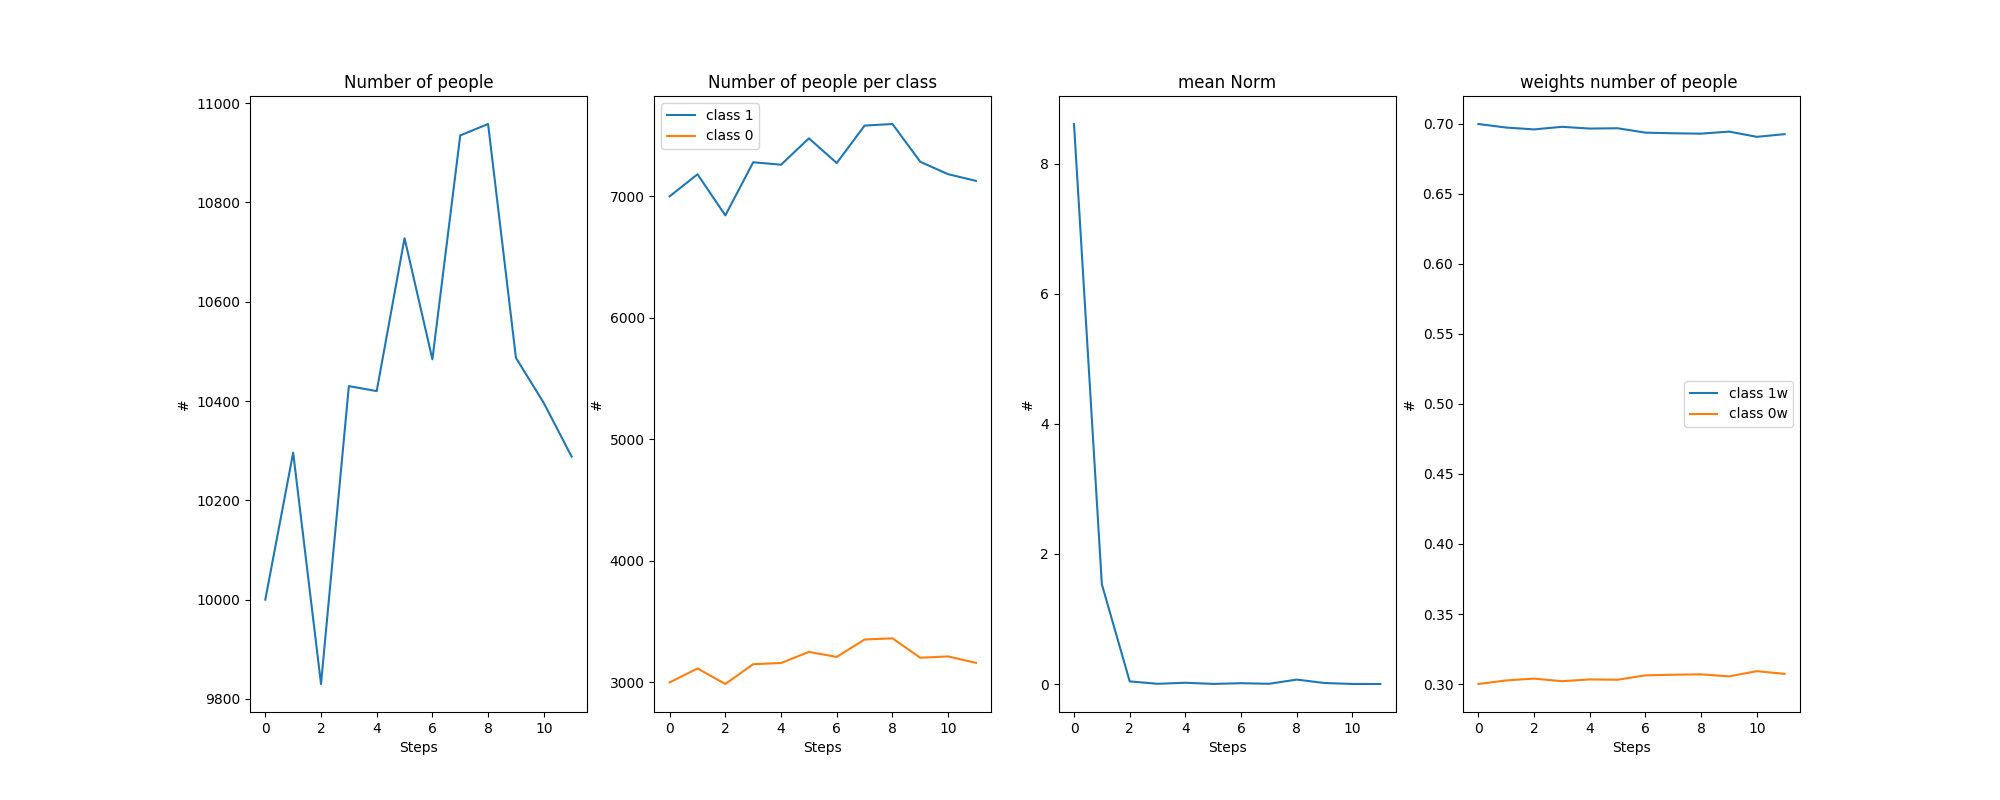 Number of people
11000
10800
10600
10400
10200
10000
9800
#
0 2 4 6 8 10
Steps
Number of people per class
class 1
class 0
7000
6000
5000
4000
3000
#
0 2 4 6 8 10
Steps
mean Norm
8
6
4
2
0
#
0 2 4 6 8 10
Steps
weights number of people
0.70
0.65
0.60
0.55
0.50
0.45
0.40
0.35
0.30
#
class 1w
class 0w
0 2 4 6 8 10
Steps